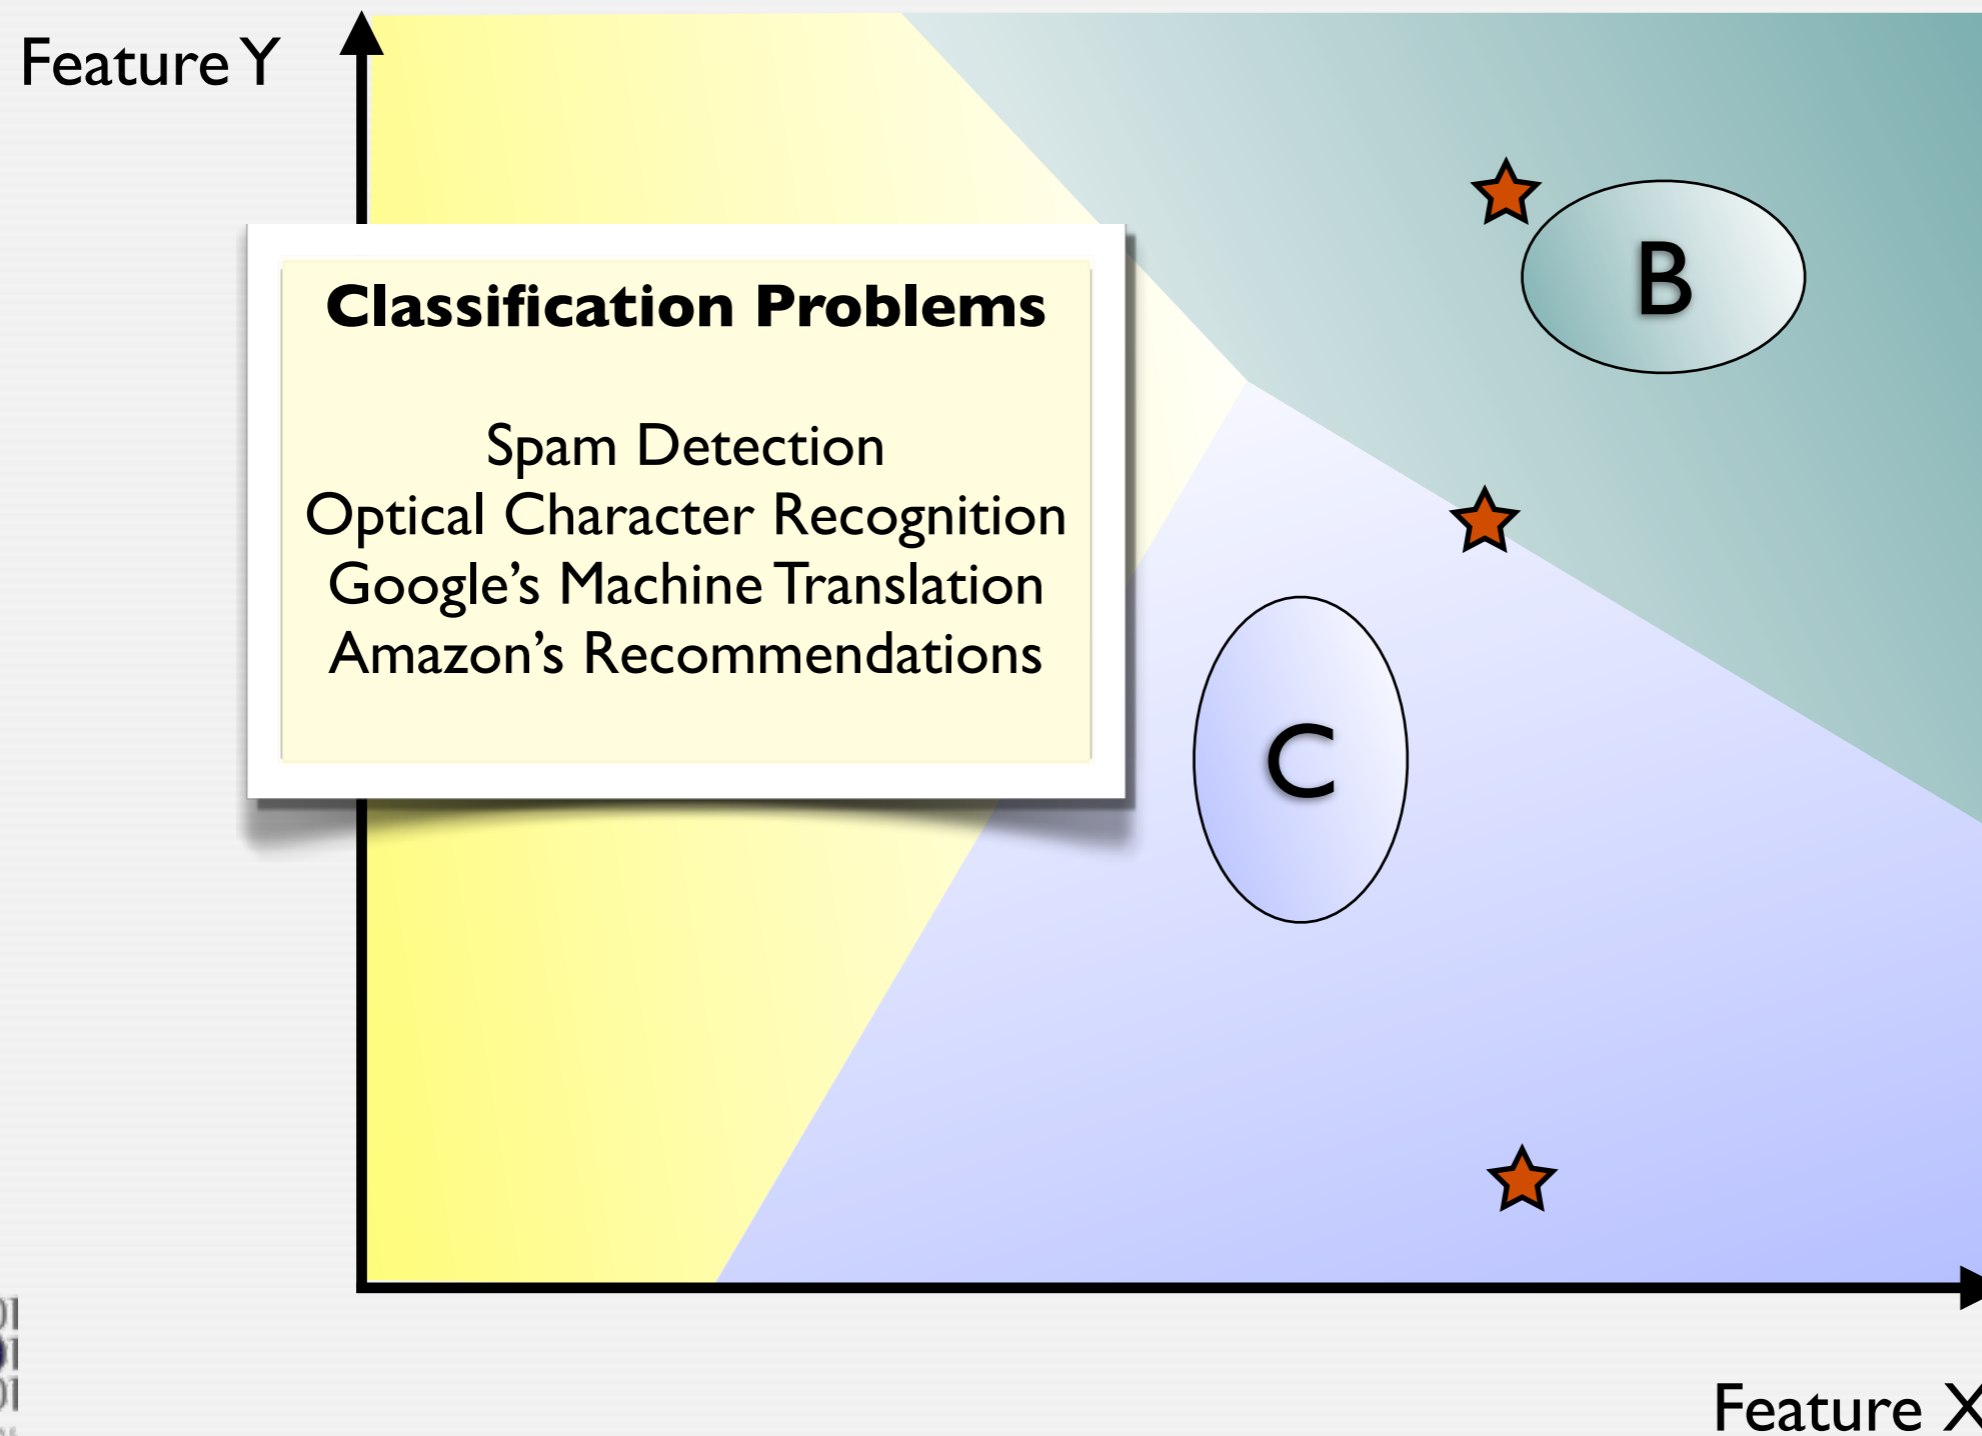 Feature Y
B
Classification Problems
Spam Detection
Optical Character Recognition
Google's Machine Translation
Amazon's Recommendations
C
Feature X